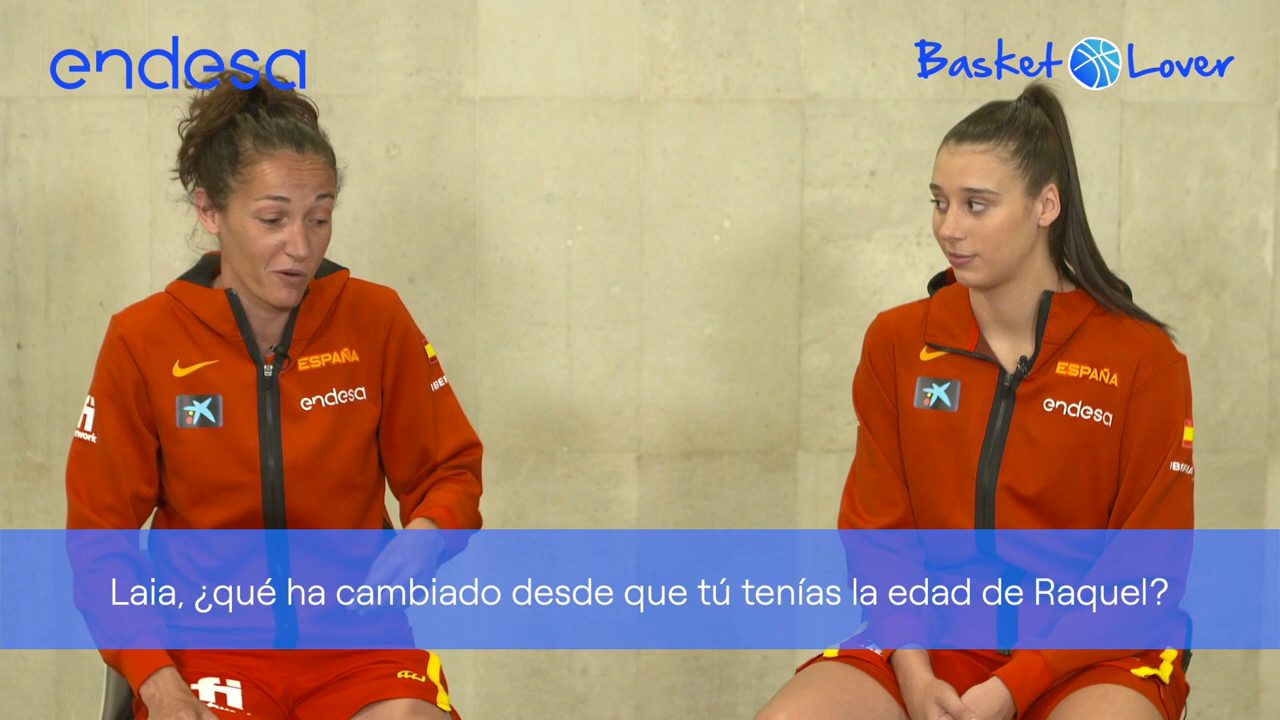 endesa
Basket Lover
ESPAÑA
endesa
ESPAÑA
endesa
Laia, ¿qué ha cambiado desde que tú tenías la edad de Raquel?